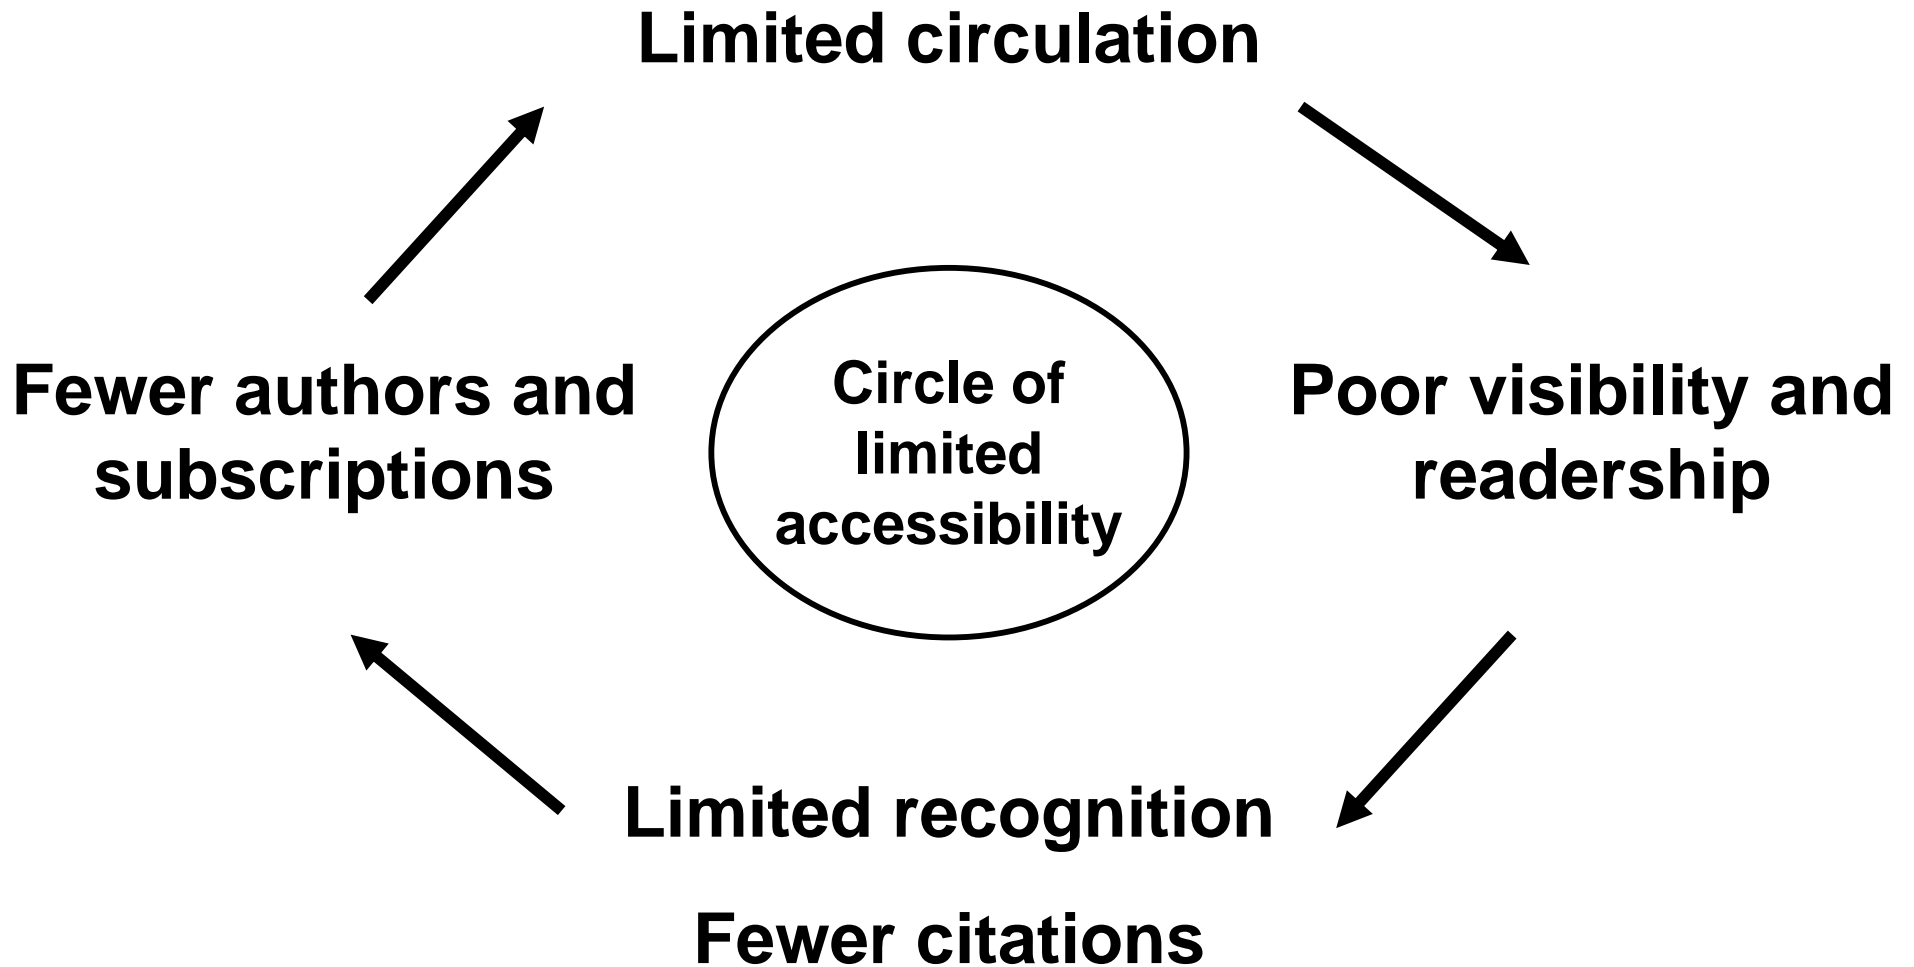 Limited circulation
Fewer authors and
subscriptions
Circle of
limited
accessibility
Poor visibility and
readership
Limited recognition
Fewer citations